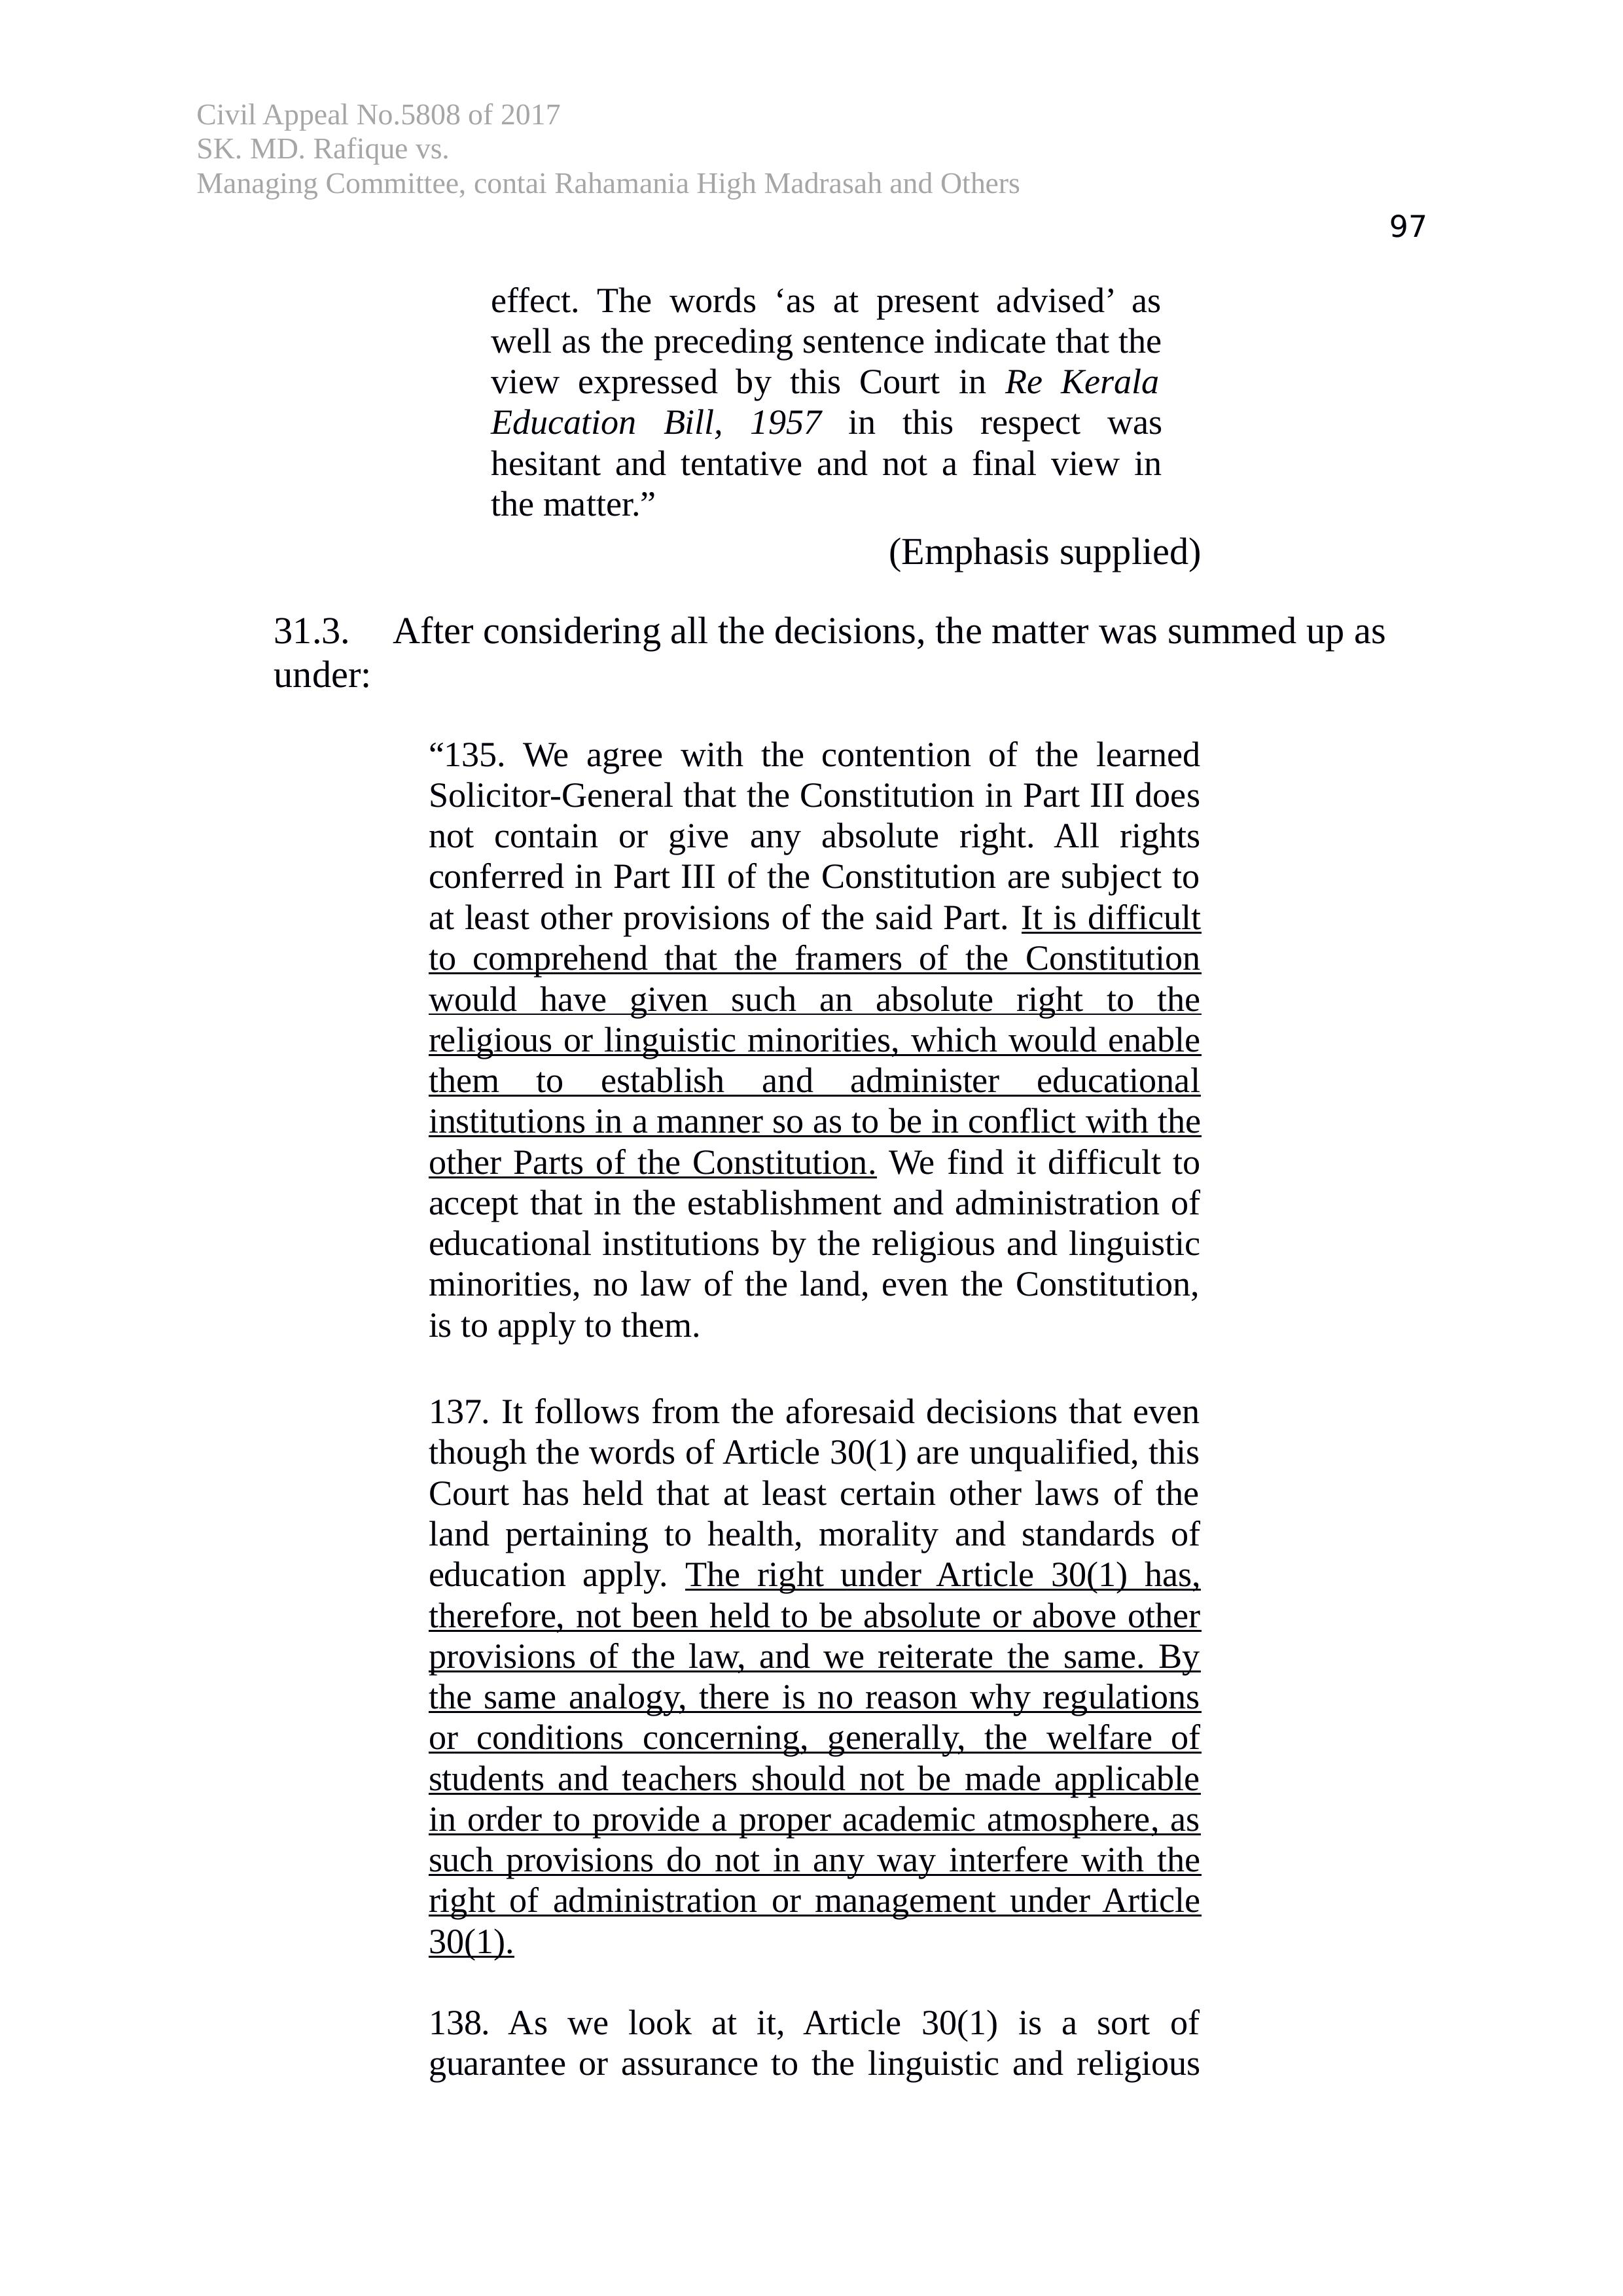 Civil Appeal No.5808 of 2017
SK. MD. Rafique vs.
Managing Committee, contai Rahamania High Madrasah and Others
97
effect. The words ‘as at present advised’ as
well as the preceding sentence indicate that the
view expressed by this Court in Re Kerala
Education Bill, 1957 in this respect was
hesitant and tentative and not a final view in
the matter.”
(Emphasis supplied)
31.3. After considering all the decisions, the matter was summed up as
under:
“135. We agree with the contention of the learned
Solicitor-General that the Constitution in Part III does
not contain or give any absolute right. All rights
conferred in Part III of the Constitution are subject to
at least other provisions of the said Part. It is difficult
to comprehend that the framers of the Constitution
would have given such an absolute right to the
religious or linguistic minorities, which would enable
them to establish and administer educational
institutions in a manner so as to be in conflict with the
other Parts of the Constitution. We find it difficult to
accept that in the establishment and administration of
educational institutions by the religious and linguistic
minorities, no law of the land, even the Constitution,
is to apply to them.
137. It follows from the aforesaid decisions that even
though the words of Article 30(1) are unqualified, this
Court has held that at least certain other laws of the
land pertaining to health, morality and standards of
education apply. The right under Article 30(1) has,
therefore, not been held to be absolute or above other
provisions of the law, and we reiterate the same. By
the same analogy, there is no reason why regulations
or conditions concerning, generally, the welfare of
students and teachers should not be made applicable
in order to provide a proper academic atmosphere, as
such provisions do not in any way interfere with the
right of administration or management under Article
30(1).
138. As we look at it, Article 30(1) is a sort of
guarantee or assurance to the linguistic and religious